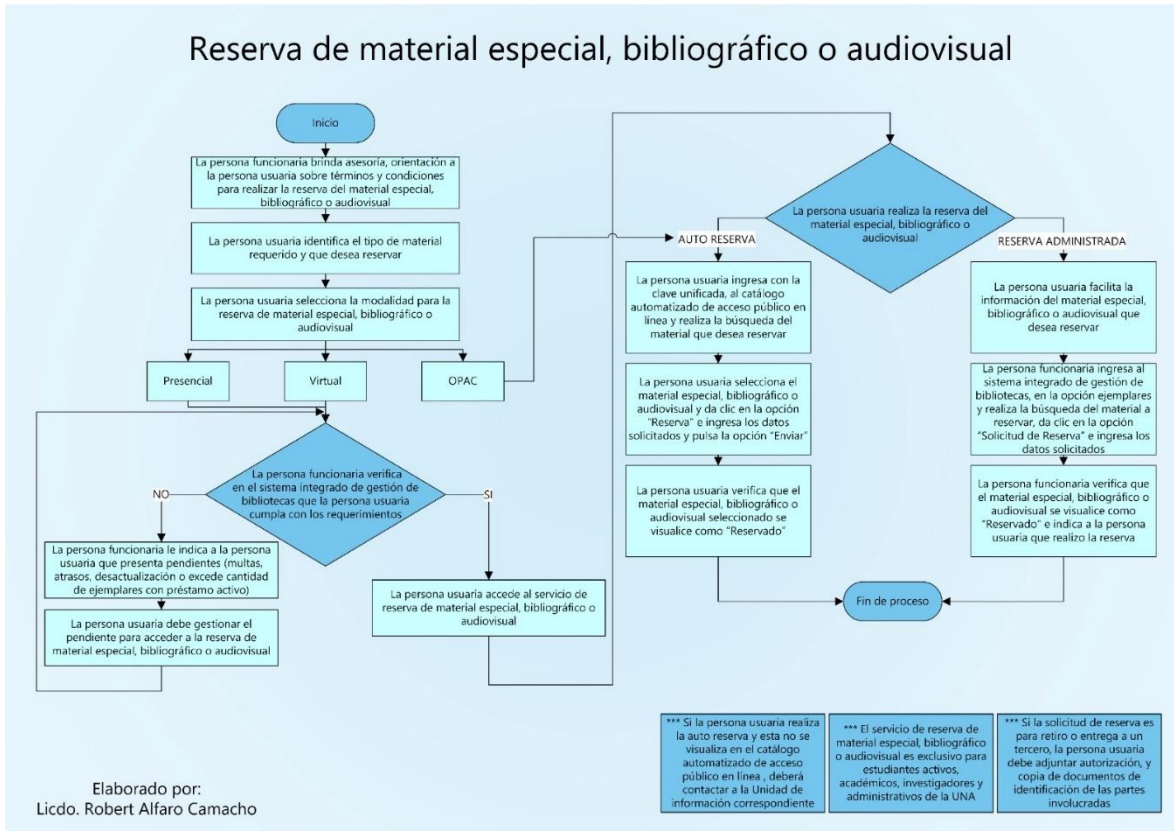 Reserva de material especial, bibliográfico o audiovisual
Inicio
La persona funcionaria brinda asesoría, orientación a
la persona usuaria sobre términos y condiciones
para realizar la reserva del material especial,
bibliográfico o audiovisual
La persona usuaria identifica el tipo de material
requerido y que desea reservar
La persona usuaria selecciona la modalidad para la
reserva de material especial, bibliográfico o
audiovisual
Presencial
Virtual
OPAC
La persona funcionaria verifica
en el sistema integrado de gestión de
bibliotecas que la persona usuaria
cumpla con los requerimientos
NO
SI
La persona funcionaria le indica a la persona
usuaria que presenta pendientes (multas,
atrasos, desactualización o excede cantidad
de ejemplares con préstamo activo)
La persona usuaria debe gestionar el
pendiente para acceder a la reserva de
material especial, bibliográfico o audiovisual
La persona usuaria accede al servicio de
reserva de material especial, bibliográfico o
audiovisual
La persona usuaria realiza la reserva del
material especial, bibliográfico o
audiovisual
AUTO RESERVA
RESERVA ADMINISTRADA
La persona usuaria ingresa con la
clave unificada, al catálogo
automatizado de acceso público en
línea y realiza la búsqueda del
material que desea reservar
La persona usuaria selecciona el
material especial, bibliográfico o
audiovisual y da clic en la opción
"Reserva" e ingresa los datos
solicitados y pulsa la opción "Enviar"
La persona usuaria verifica que el
material especial, bibliográfico o
audiovisual seleccionado se
visualice como "Reservado"
La persona usuaria facilita la
información del material especial,
bibliográfico o audiovisual que
desea reservar
La persona funcionaria ingresa al
sistema integrado de gestión de
bibliotecas, en la opción ejemplares
y realiza la búsqueda del material a
reservar, da clic en la opción
"Solicitud de Reserva" e ingresa los
datos solicitados
La persona funcionaria verifica que
el material especial, bibliográfico o
audiovisual se visualice como
"Reservado" e indica a la persona
usuaria que realizo la reserva
Fin de proceso
*** Si la persona usuaria realiza
la auto reserva y esta no se
visualiza en el catálogo
automatizado de acceso
público en línea , deberá
contactar a la Unidad de
información correspondiente
*** El servicio de reserva de
material especial, bibliográfico
o audiovisual es exclusivo para
estudiantes activos,
académicos, investigadores y
administrativos de la UNA
*** Si la solicitud de reserva es
para retiro o entrega a un
tercero, la persona usuaria
debe adjuntar autorización, y
copia de documentos de
identificación de las partes
involucradas
Elaborado por:
Licdo. Robert Alfaro Camacho